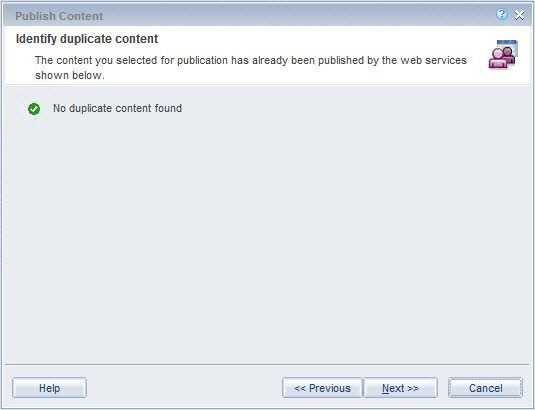 Publish Content
Identify duplicate content
The content you selected for publication has already been published by the web services
shown below.
No duplicate content found
Help
<< Previous
Next >>
Cancel